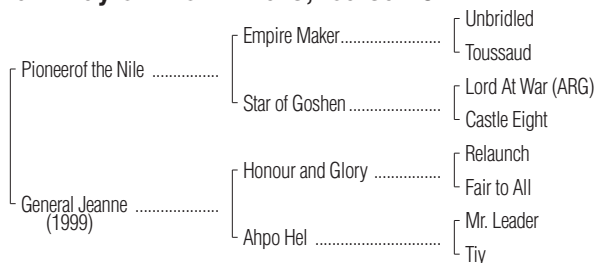 Unbridled
Empire Maker
Toussaud
Pioneerof the Nile
Lord At War (ARG)
Star of Goshen
Castle Eight
Relaunch
Honour and Glory
Fair to All
General Jeanne
(1999)
Mr. Leader
Ahpo Hel
Tiy